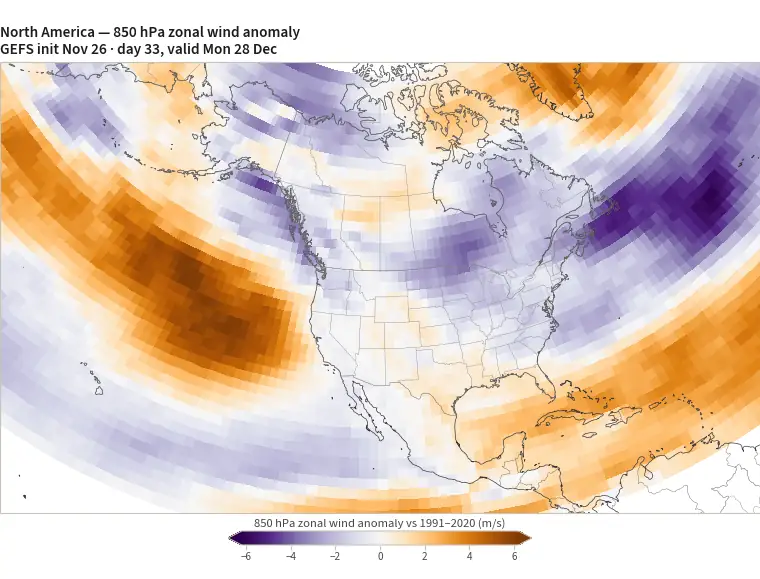 North America — 850 hPa zonal wind anomaly
GEFS init Nov 26 · day 33, valid Mon 28 Dec
850 hPa zonal wind anomaly vs 1991–2020 (m/s)
−6 −4 −2 0 2 4 6